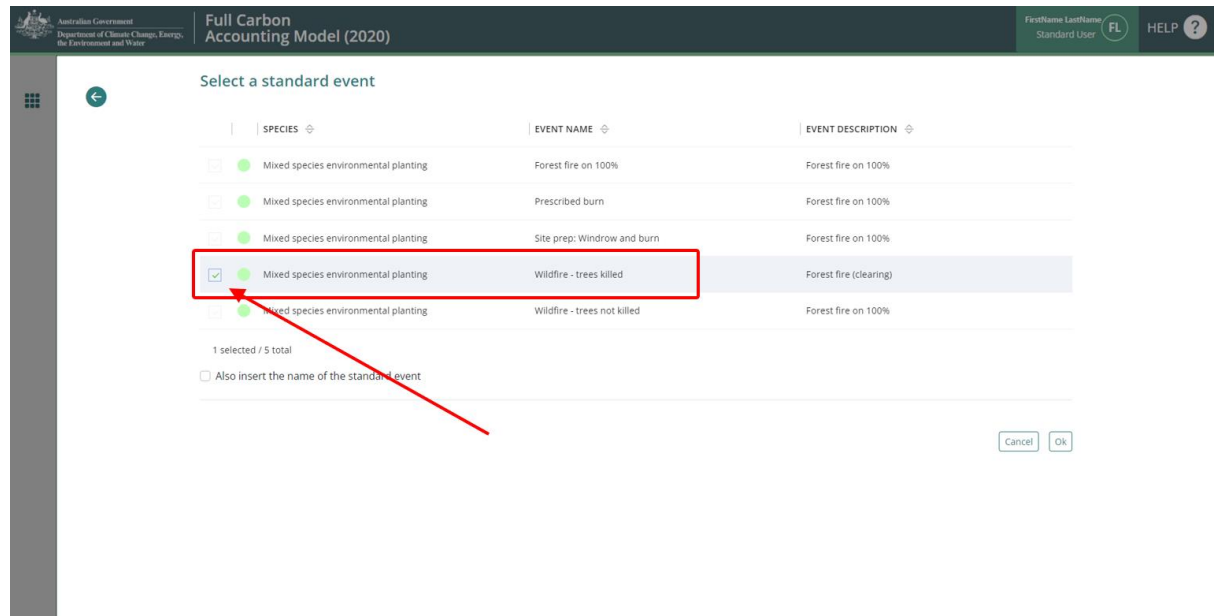 Australian Government
Department of Climate Change, Energy,
the Environment and Water
Full Carbon
Accounting Model (2020)
FirstName LastName
Standard User
FL
HELP ?
Select a standard event
SPECIES EVENT NAME EVENT DESCRIPTION
Mixed species environmental planting Forest fire on 100% Forest fire on 100%
Mixed species environmental planting Prescribed burn Forest fire on 100%
Mixed species environmental planting Site prep: Windrow and burn Forest fire on 100%
Mixed species environmental planting Wildfire - trees killed Forest fire (clearing)
Mixed species environmental planting Wildfire - trees not killed Forest fire on 100%
1 selected / 5 total
Also insert the name of the standard event
Cancel Ok